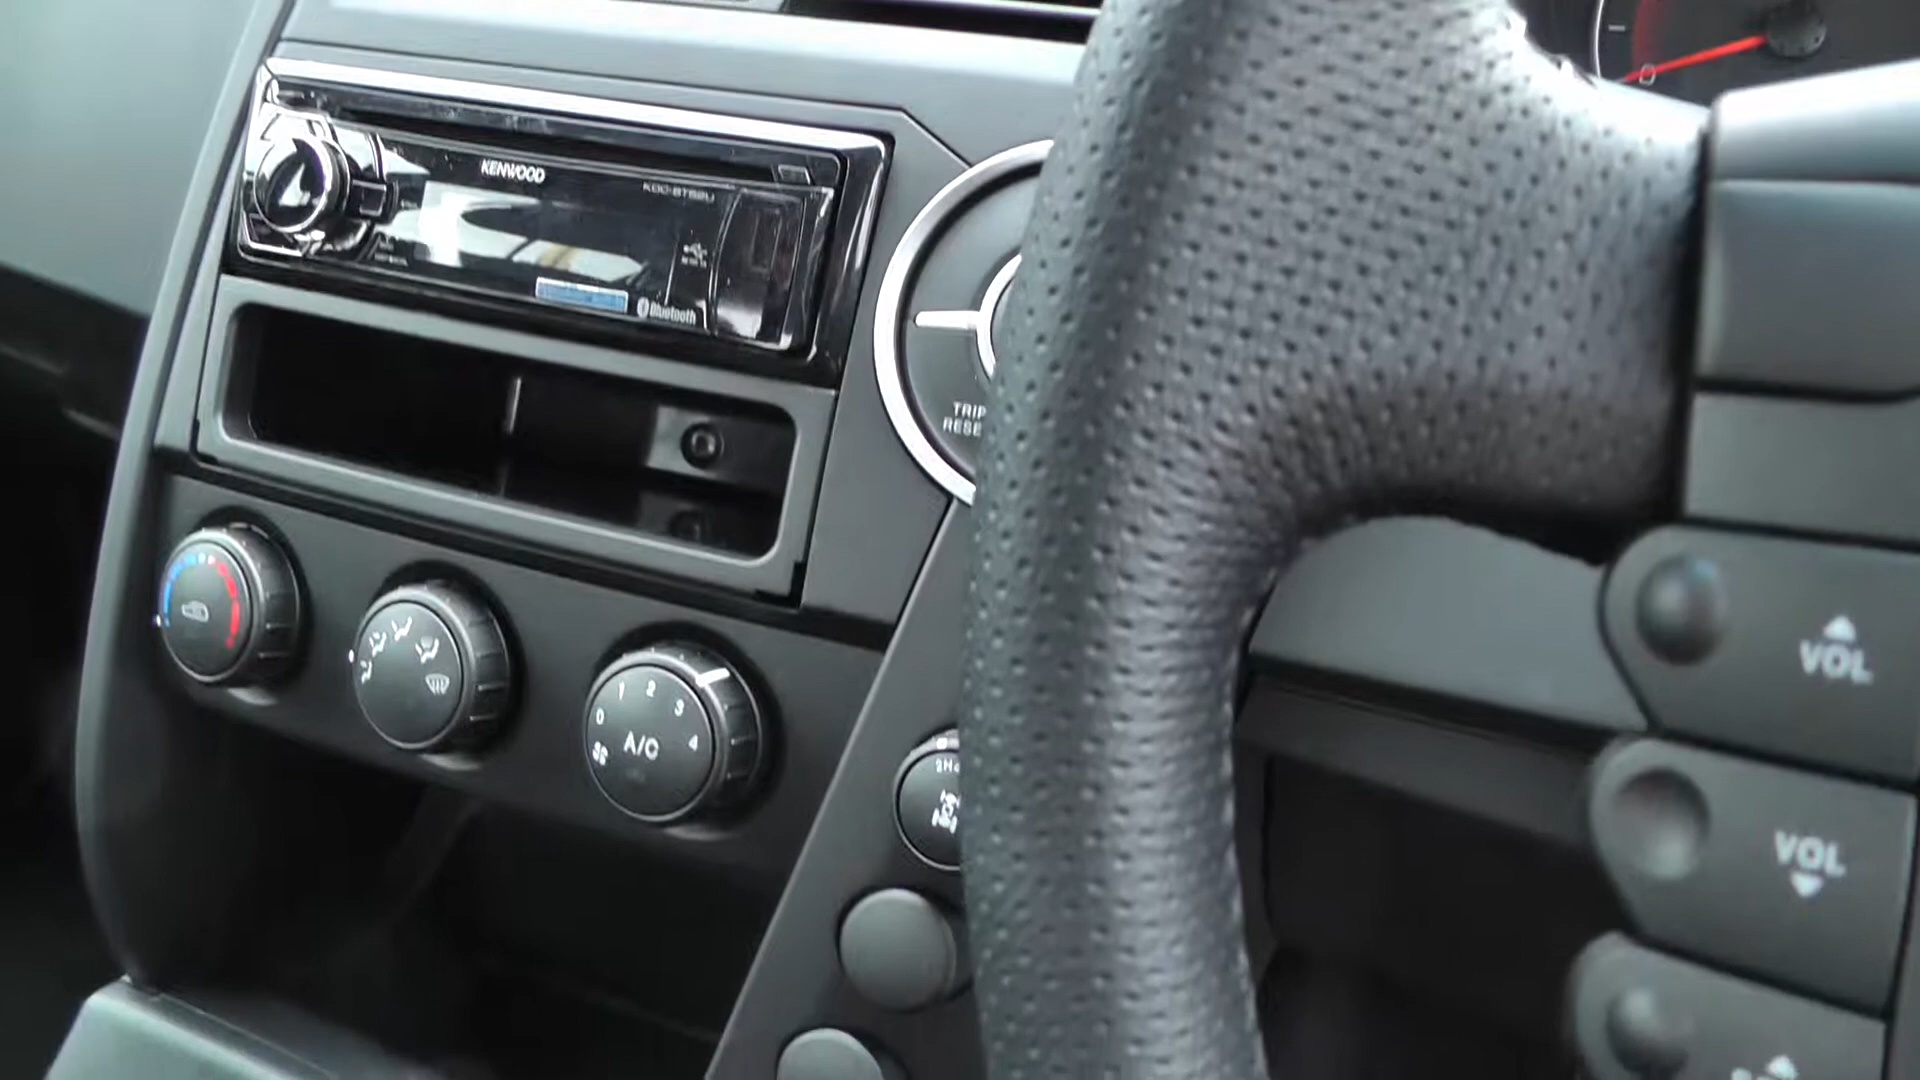 KENWOOD
KDC-BT52U
Bluetooth
TRIP
RESE
0
1
2
3
4
A/C
VOL
VOL